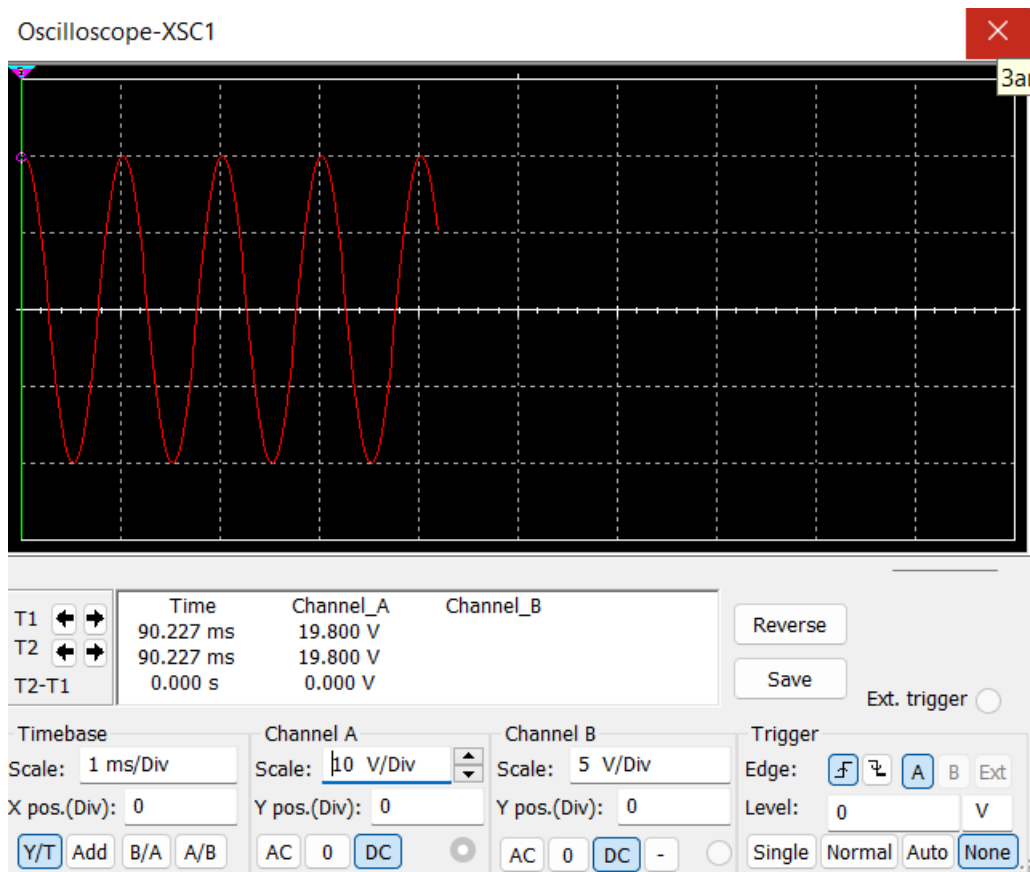 Oscilloscope-XSC1
Time Channel_A Channel_B
T1 90.227 ms 19.800 V
T2 90.227 ms 19.800 V
T2-T1 0.000 s 0.000 V
Reverse
Save
Ext. trigger
Timebase
Scale: 1 ms/Div
X pos.(Div): 0
Y/T Add B/A A/B
Channel A
Scale: 10 V/Div
Y pos.(Div): 0
AC 0 DC
Channel B
Scale: 5 V/Div
Y pos.(Div): 0
AC 0 DC -
Trigger
Edge: A B Ext
Level: 0 V
Single Normal Auto None